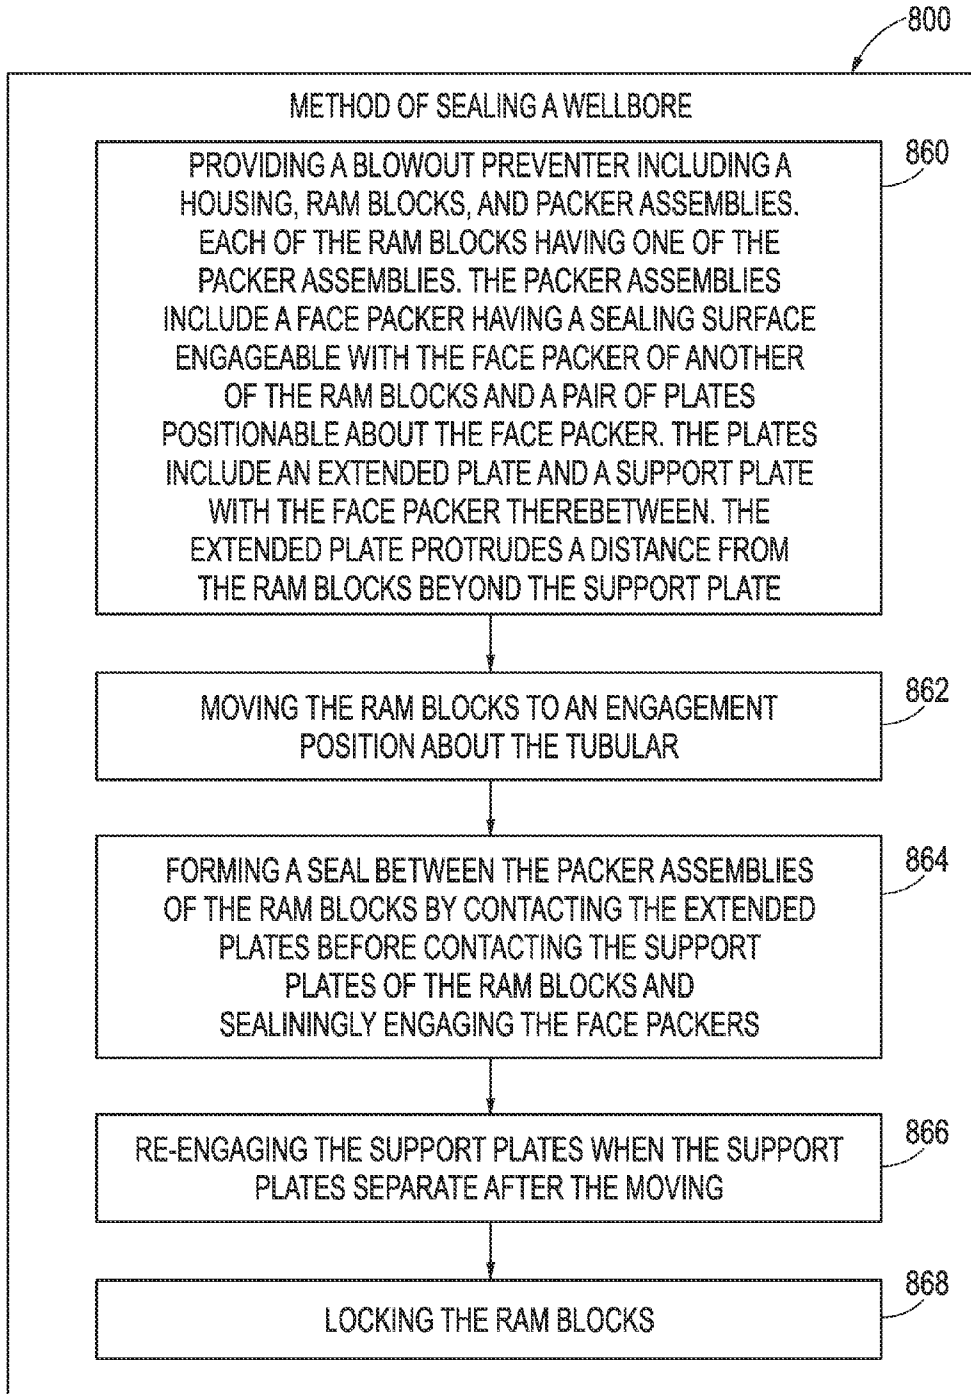 800
METHOD OF SEALING A WELLBORE
860
PROVIDING A BLOWOUT PREVENTER INCLUDING A
HOUSING, RAM BLOCKS, AND PACKER ASSEMBLIES.
EACH OF THE RAM BLOCKS HAVING ONE OF THE
PACKER ASSEMBLIES. THE PACKER ASSEMBLIES
INCLUDE A FACE PACKER HAVING A SEALING SURFACE
ENGAGEABLE WITH THE FACE PACKER OF ANOTHER
OF THE RAM BLOCKS AND A PAIR OF PLATES
POSITIONABLE ABOUT THE FACE PACKER. THE PLATES
INCLUDE AN EXTENDED PLATE AND A SUPPORT PLATE
WITH THE FACE PACKER THEREBETWEEN. THE
EXTENDED PLATE PROTRUDES A DISTANCE FROM
THE RAM BLOCKS BEYOND THE SUPPORT PLATE
862
MOVING THE RAM BLOCKS TO AN ENGAGEMENT
POSITION ABOUT THE TUBULAR
864
FORMING A SEAL BETWEEN THE PACKER ASSEMBLIES
OF THE RAM BLOCKS BY CONTACTING THE EXTENDED
PLATES BEFORE CONTACTING THE SUPPORT
PLATES OF THE RAM BLOCKS AND
SEALININGLY ENGAGING THE FACE PACKERS
866
RE-ENGAGING THE SUPPORT PLATES WHEN THE SUPPORT
PLATES SEPARATE AFTER THE MOVING
868
LOCKING THE RAM BLOCKS